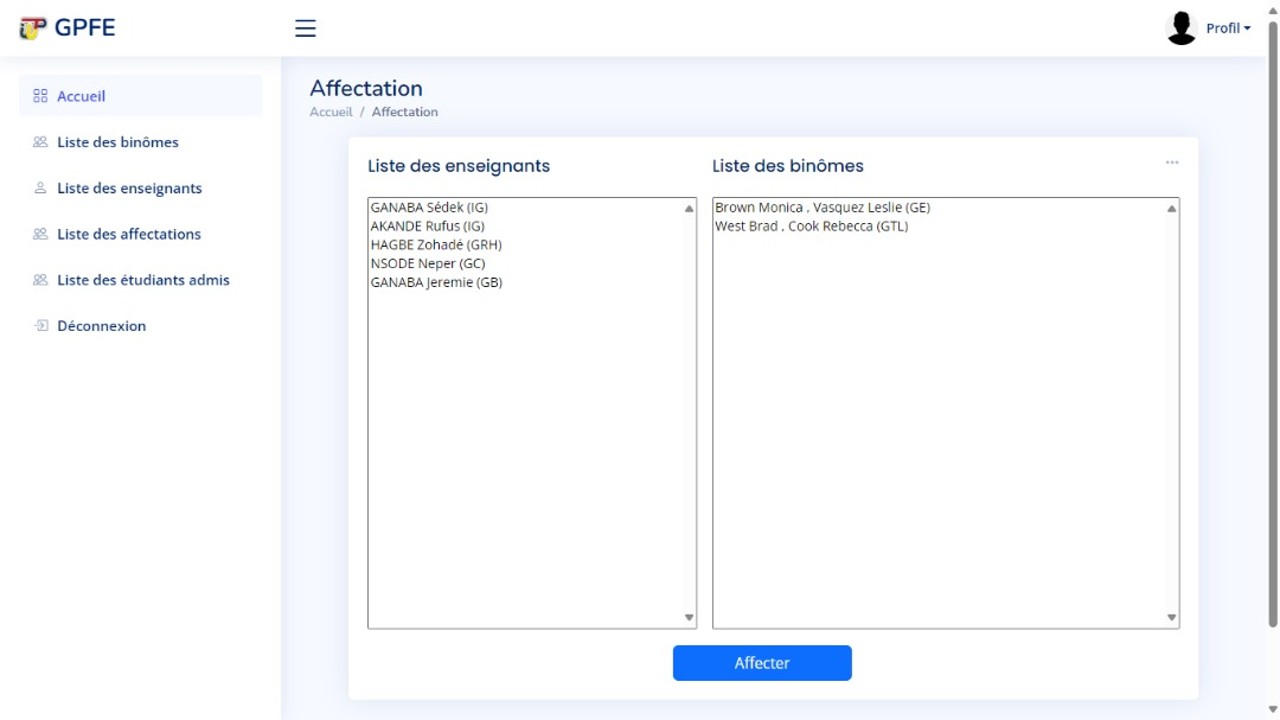 GPFE
Profil
Accueil
Liste des binômes
Liste des enseignants
Liste des affectations
Liste des étudiants admis
Déconnexion
Affectation
Accueil / Affectation
Liste des enseignants
GANABA Sédek (IG)
AKANDE Rufus (IG)
HAGBE Zohadé (GRH)
NSODE Neper (GC)
GANABA Jeremie (GB)
Liste des binômes
Brown Monica , Vasquez Leslie (GE)
West Brad , Cook Rebecca (GTL)
Affecter